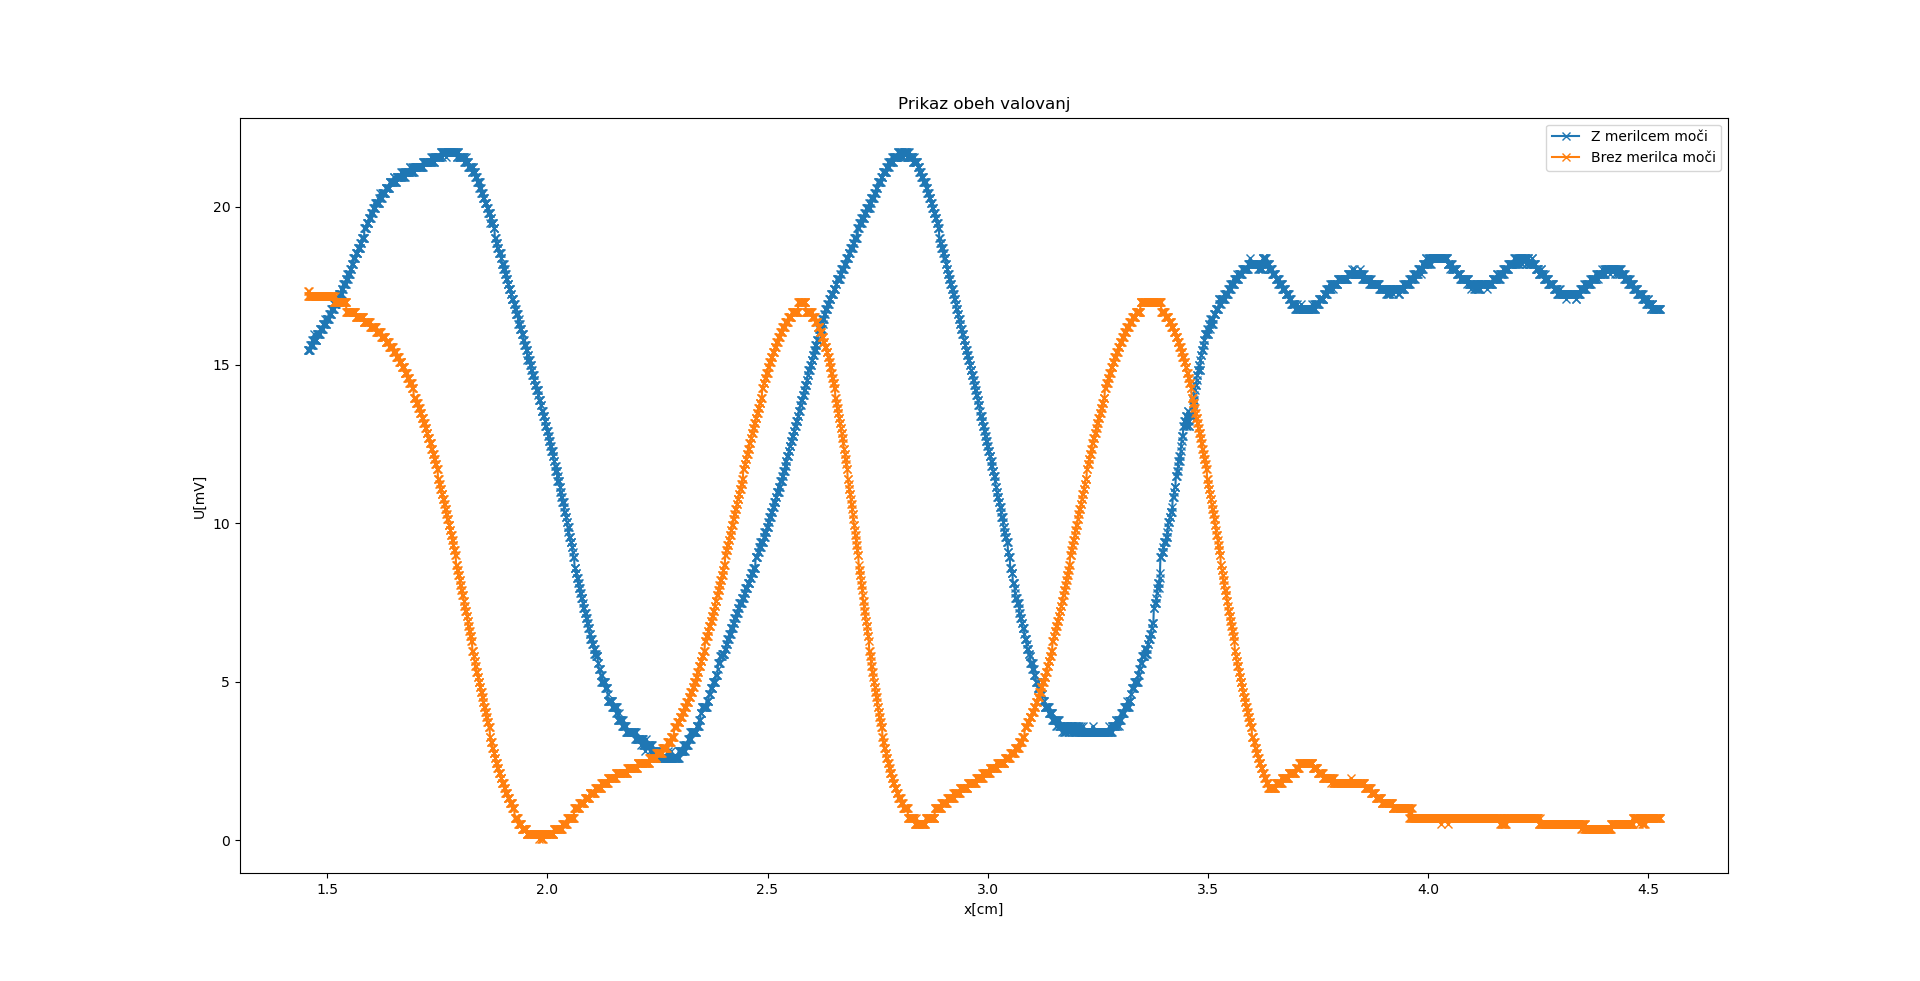 Prikaz obeh valovanj
Z merilcem moči
Brez merilca moči
U[mV]
20
15
10
5
0
1.5 2.0 2.5 3.0 3.5 4.0 4.5
x[cm]